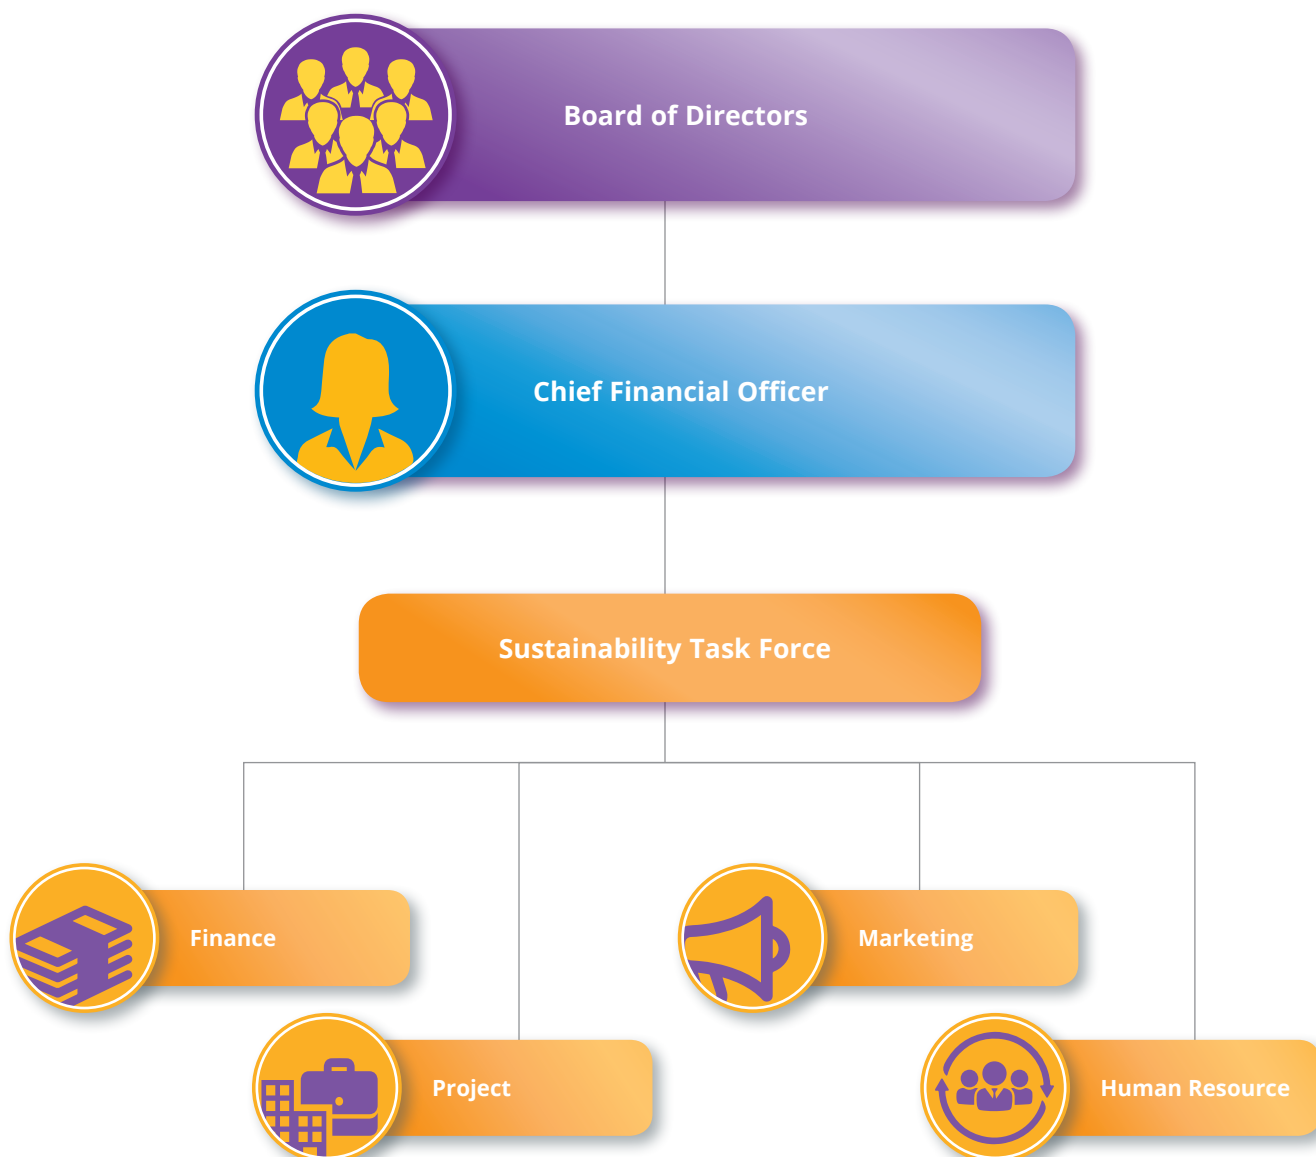 Board of Directors
Chief Financial Officer
Sustainability Task Force
Finance
Marketing
Project
Human Resource